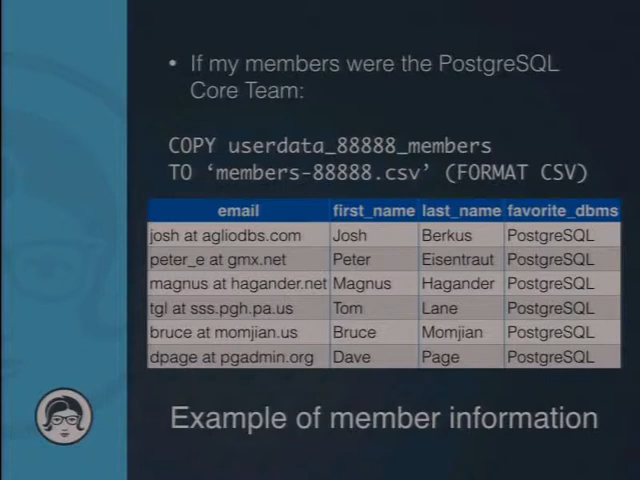 • If my members were the PostgreSQL
Core Team:
COPY userdata_88888_members
TO ‘members-88888.csv’ (FORMAT CSV)
email first_name last_name favorite_dbms
josh at agliodbs.com Josh Berkus PostgreSQL
peter_e at gmx.net Peter Eisentraut PostgreSQL
magnus at hagander.net Magnus Hagander PostgreSQL
tgl at sss.pgh.pa.us Tom Lane PostgreSQL
bruce at momjian.us Bruce Momjian PostgreSQL
dpage at pgadmin.org Dave Page PostgreSQL
Example of member information